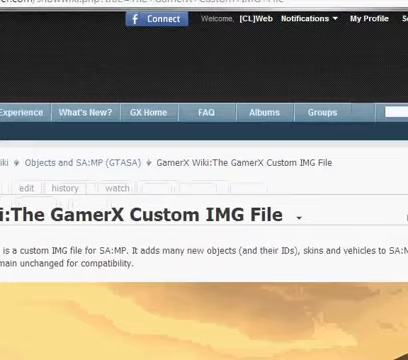 Connect Welcome, [CL]Web Notifications My Profile
Experience What's New? GX Home FAQ Albums Groups
Objects and SA:MP (GTASA) GamerX Wiki:The GamerX Custom IMG File
edit history watch
i:The GamerX Custom IMG File
is a custom IMG file for SA:MP. It adds many new objects (and their IDs), skins and vehicles to SA:M
main unchanged for compatibility.